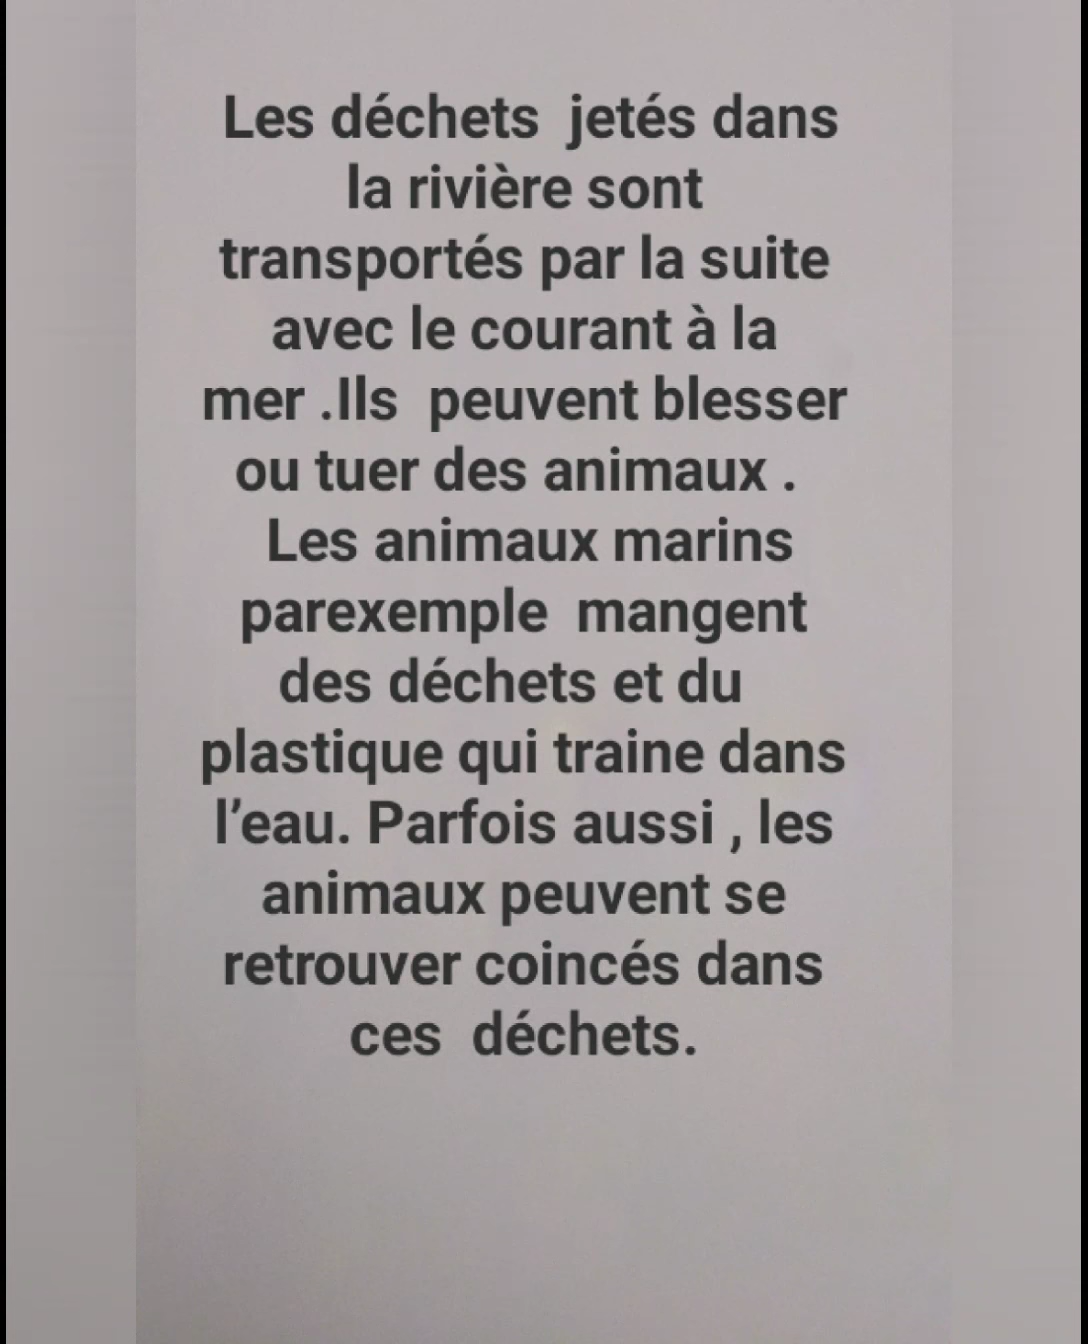 Les déchets  jetés dans
la rivière sont
transportés par la suite
avec le courant à la
mer .Ils  peuvent blesser
ou tuer des animaux .
Les animaux marins
parexemple  mangent
des déchets et du
plastique qui traine dans
l’eau. Parfois aussi , les
animaux peuvent se
retrouver coincés dans
ces  déchets.